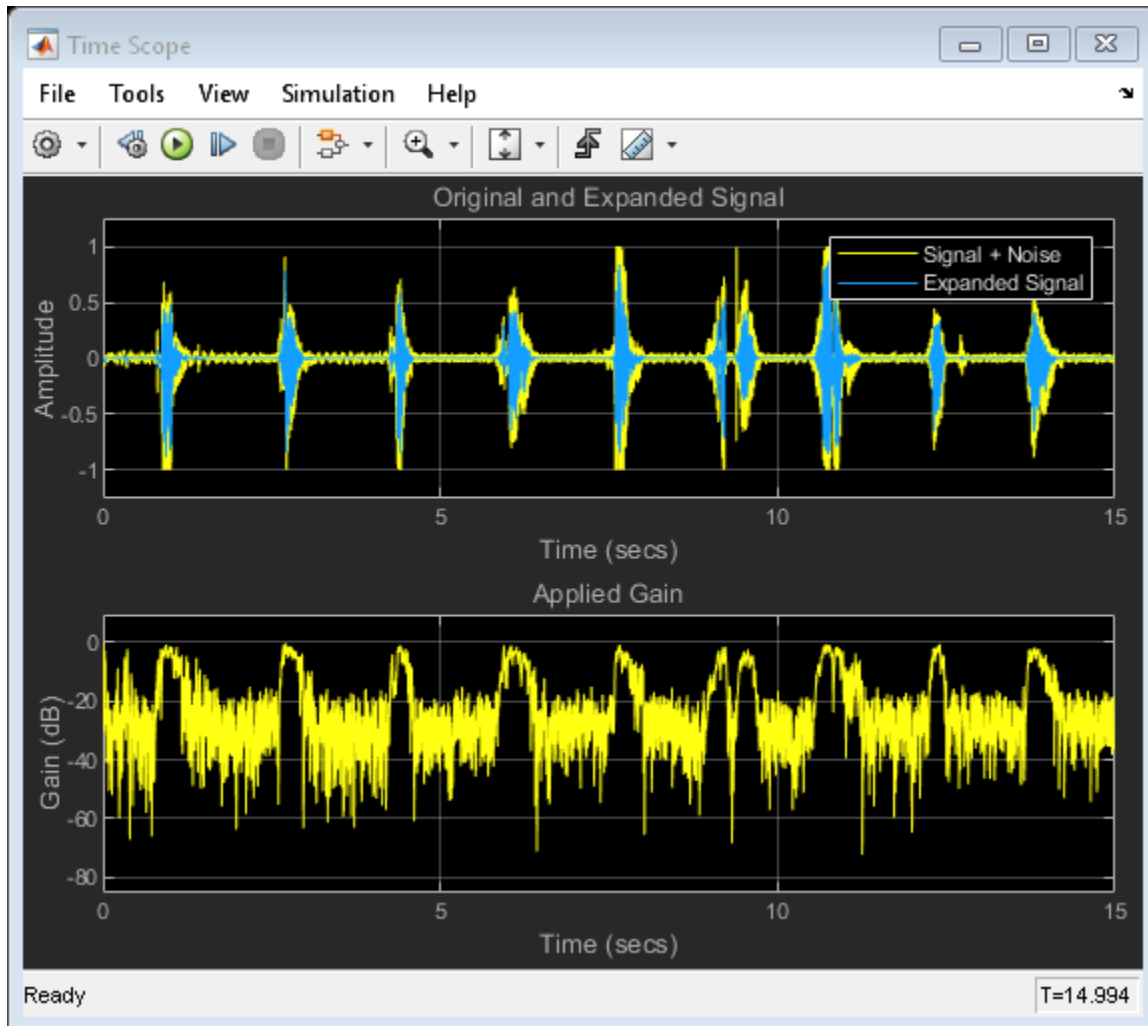 Time Scope
File Tools View Simulation Help
Original and Expanded Signal
Signal + Noise
Expanded Signal
Amplitude
1
0.5
0
-0.5
-1
0 5 10 15
Time (secs)
Applied Gain
Gain (dB)
0
-20
-40
-60
-80
0 5 10 15
Time (secs)
Ready T=14.994